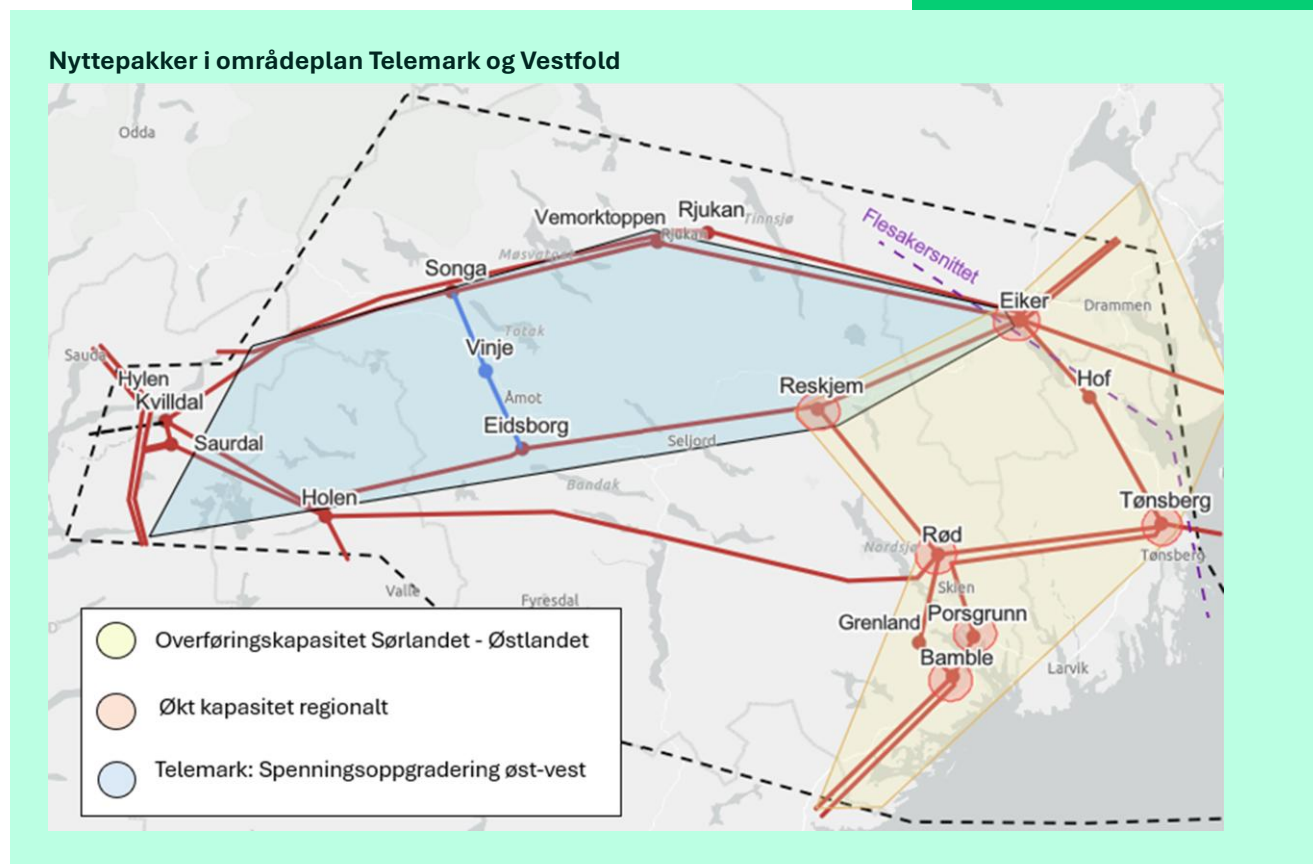 Nyttepakker i områdeplan Telemark og Vestfold
Odda
Vemorktoppen
Rjukan
Tinnsjø
Rjukan
Flesakersnittet
Møsvatnet
Songa
Eiker
Drammen
Totak
Sauda
Vinje
Hylen
Kvilldal
Åmot
Reskjem
Hof
Eidsborg
Saurdal
Seljord
Bandak
Holen
Tønsberg
Rød
Nordsjø
Tønsberg
Valle
Fyresdal
Skien
Grenland
Porsgrunn
Bamble
Larvik
Overføringskapasitet Sørlandet - Østlandet
Økt kapasitet regionalt
Telemark: Spenningsoppgradering øst-vest